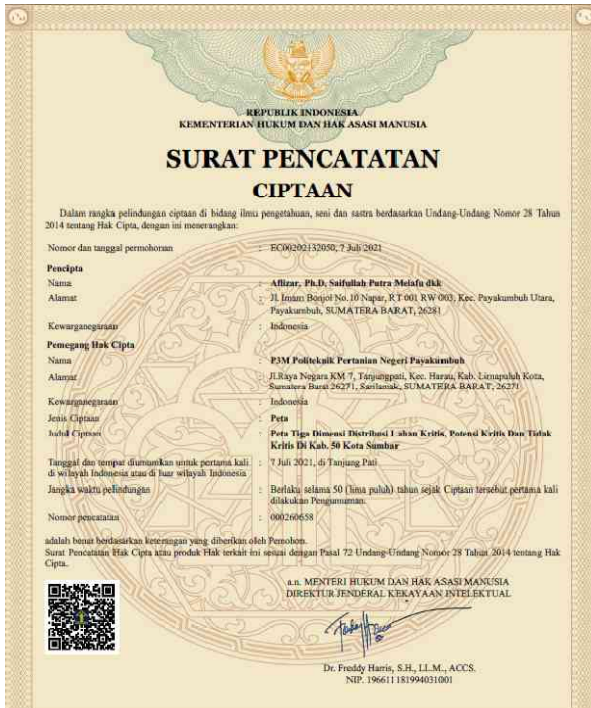 REPUBLIK INDONESIA
KEMENTERIAN HUKUM DAN HAK ASASI MANUSIA
SURAT PENCATATAN
CIPTAAN
Dalam rangka pelindungan ciptaan di bidang ilmu pengetahuan, seni dan sastra berdasarkan Undang-Undang Nomor 28 Tahun
2014 tentang Hak Cipta, dengan ini menerangkan:
Nomor dan tanggal permohonan : EC00202132050, 7 Juli 2021
Pencipta
Nama : Aflizar, Ph.D, Saifullah Putra Melafu dkk
Alamat : Jl. Imam Bonjol No. 10 Napar, RT 001 RW 003, Kec. Payakumbuh Utara,
Payakumbuh, SUMATERA BARAT, 26281
Kewarganegaraan : Indonesia
Pemegang Hak Cipta
Nama : P3M Politeknik Pertanian Negeri Payakumbuh
Alamat : Jl.Raya Negara KM 7, Tanjungpati, Kec. Harau, Kab. Limapuluh Kota,
Sumatera Barat 26271, Sarilamak, SUMATERA BARAT, 26271
Kewarganegaraan : Indonesia
Jenis Ciptaan : Peta
Judul Ciptaan : Peta Tiga Dimensi Distribusi Lahan Kritis, Potensi Kritis Dan Tidak
Kritis Di Kab. 50 Kota Sumbar
Tanggal dan tempat diumumkan untuk pertama kali : 7 Juli 2021, di Tanjung Pati
di wilayah Indonesia atau di luar wilayah Indonesia
Jangka waktu pelindungan : Berlaku selama 50 (lima puluh) tahun sejak Ciptaan tersebut pertama kali
dilakukan Pengumuman.
Nomor pencatatan : 000260658
adalah benar berdasarkan keterangan yang diberikan oleh Pemohon.
Surat Pencatatan Hak Cipta atau produk Hak terkait ini sesuai dengan Pasal 72 Undang-Undang Nomor 28 Tahun 2014 tentang Hak
Cipta.
a.n. MENTERI HUKUM DAN HAK ASASI MANUSIA
DIREKTUR JENDERAL KEKAYAAN INTELEKTUAL
Dr. Freddy Harris, S.H., LL.M., ACCS.
NIP. 196611181994031001